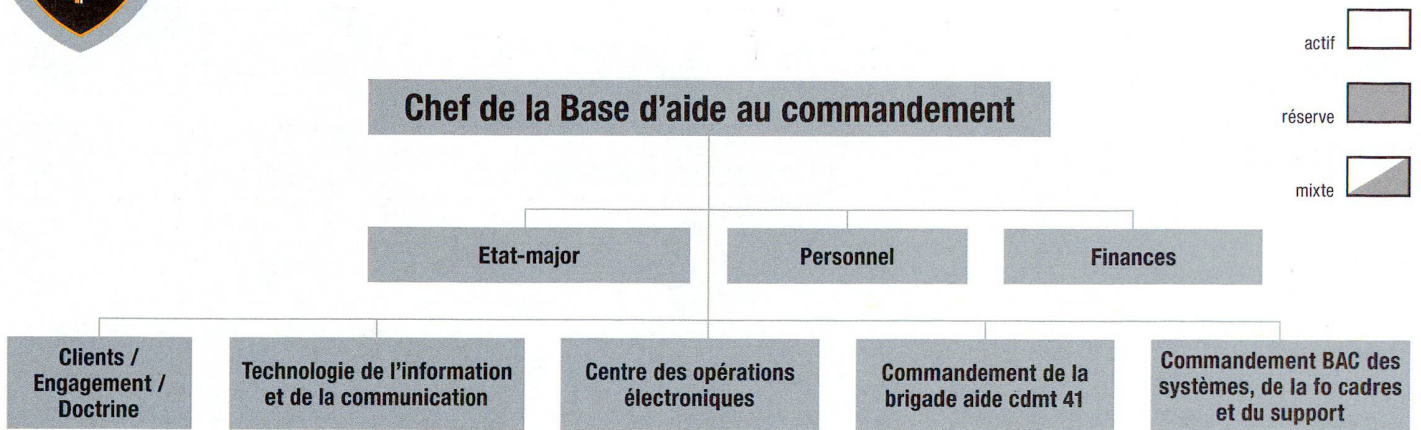 actif
Chef de la Base d'aide au commandement
réserve
mixte
Etat-major
Personnel
Finances
Clients /
Engagement /
Doctrine
Technologie de l'information
et de la communication
Centre des opérations
électroniques
Commandement de la
brigade aide cdmt 41
Commandement BAC des
systèmes, de la fo cadres
et du support